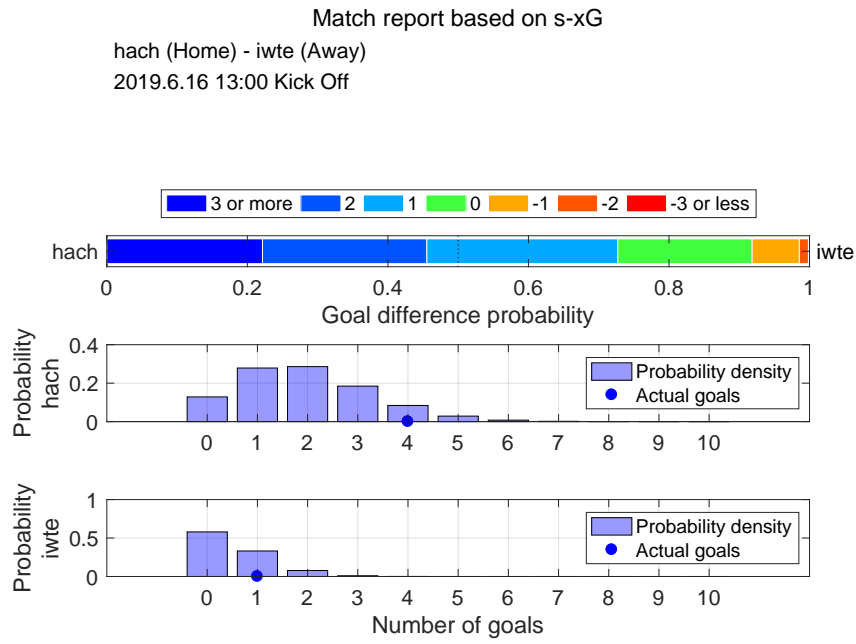 Match report based on s-xG
hach (Home) - iwte (Away)
2019.6.16 13:00 Kick Off
3 or more 2 1 0 -1 -2 -3 or less
hach iwte
0 0.2 0.4 0.6 0.8 1
Goal difference probability
Probability
hach
0.4
0.2
0
Probability density
Actual goals
0 1 2 3 4 5 6 7 8 9 10
Probability
iwte
1
0.5
0
Probability density
Actual goals
0 1 2 3 4 5 6 7 8 9 10
Number of goals